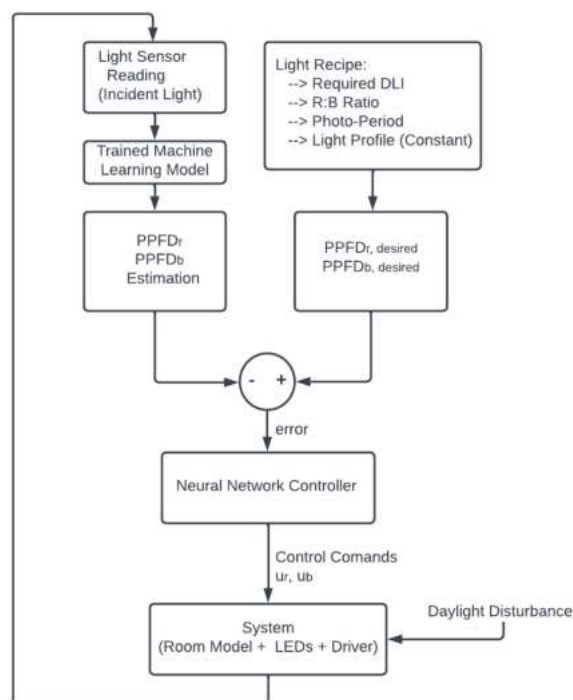 Light Sensor
Reading
(Incident Light)
Trained Machine
Learning Model
PPFDr
PPFDb
Estimation
Light Recipe:
--> Required DLI
--> R:B Ratio
--> Photo-Period
--> Light Profile (Constant)
PPFDr, desired
PPFDb, desired
- +
error
Neural Network Controller
Control Comands
ur, ub
Daylight Disturbance
System
(Room Model + LEDs + Driver)